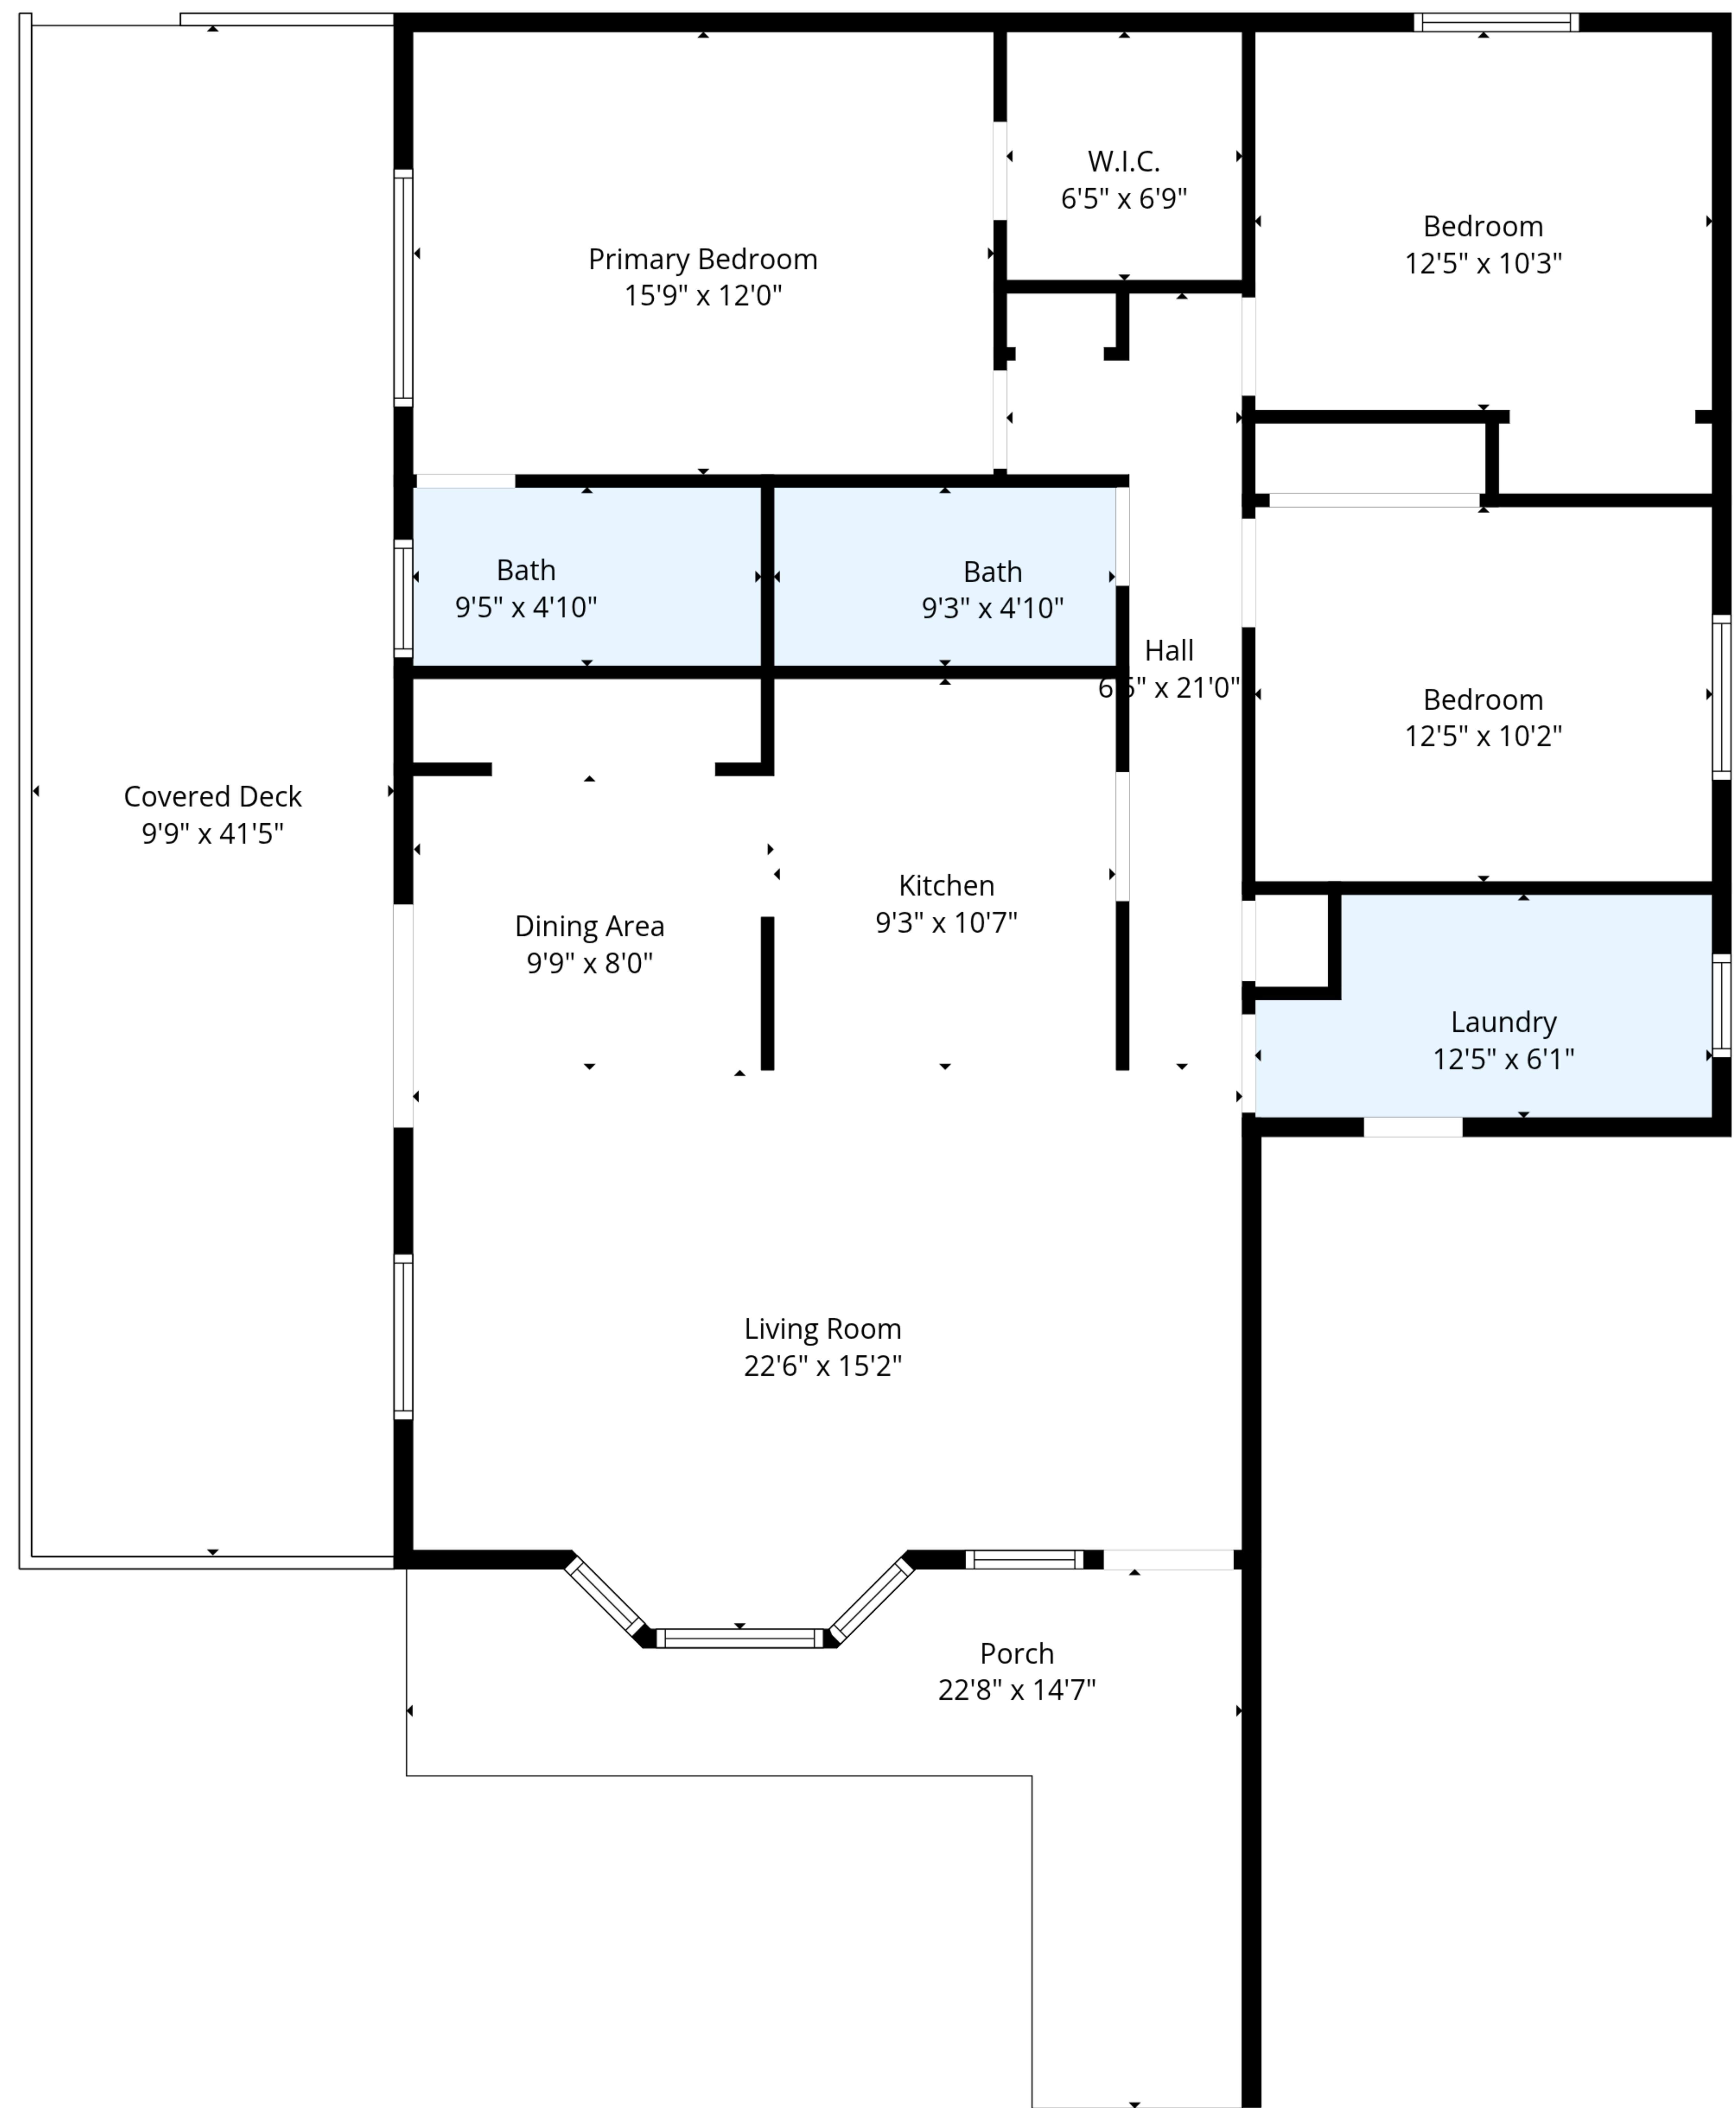 W.I.C.
6'5" x 6'9"
Bedroom
12'5" x 10'3"
Primary Bedroom
15'9" x 12'0"
Bath
9'5" x 4'10"
Bath
9'3" x 4'10"
Hall
6'5" x 21'0"
Bedroom
12'5" x 10'2"
Covered Deck
9'9" x 41'5"
Kitchen
9'3" x 10'7"
Dining Area
9'9" x 8'0"
Laundry
12'5" x 6'1"
Living Room
22'6" x 15'2"
Porch
22'8" x 14'7"